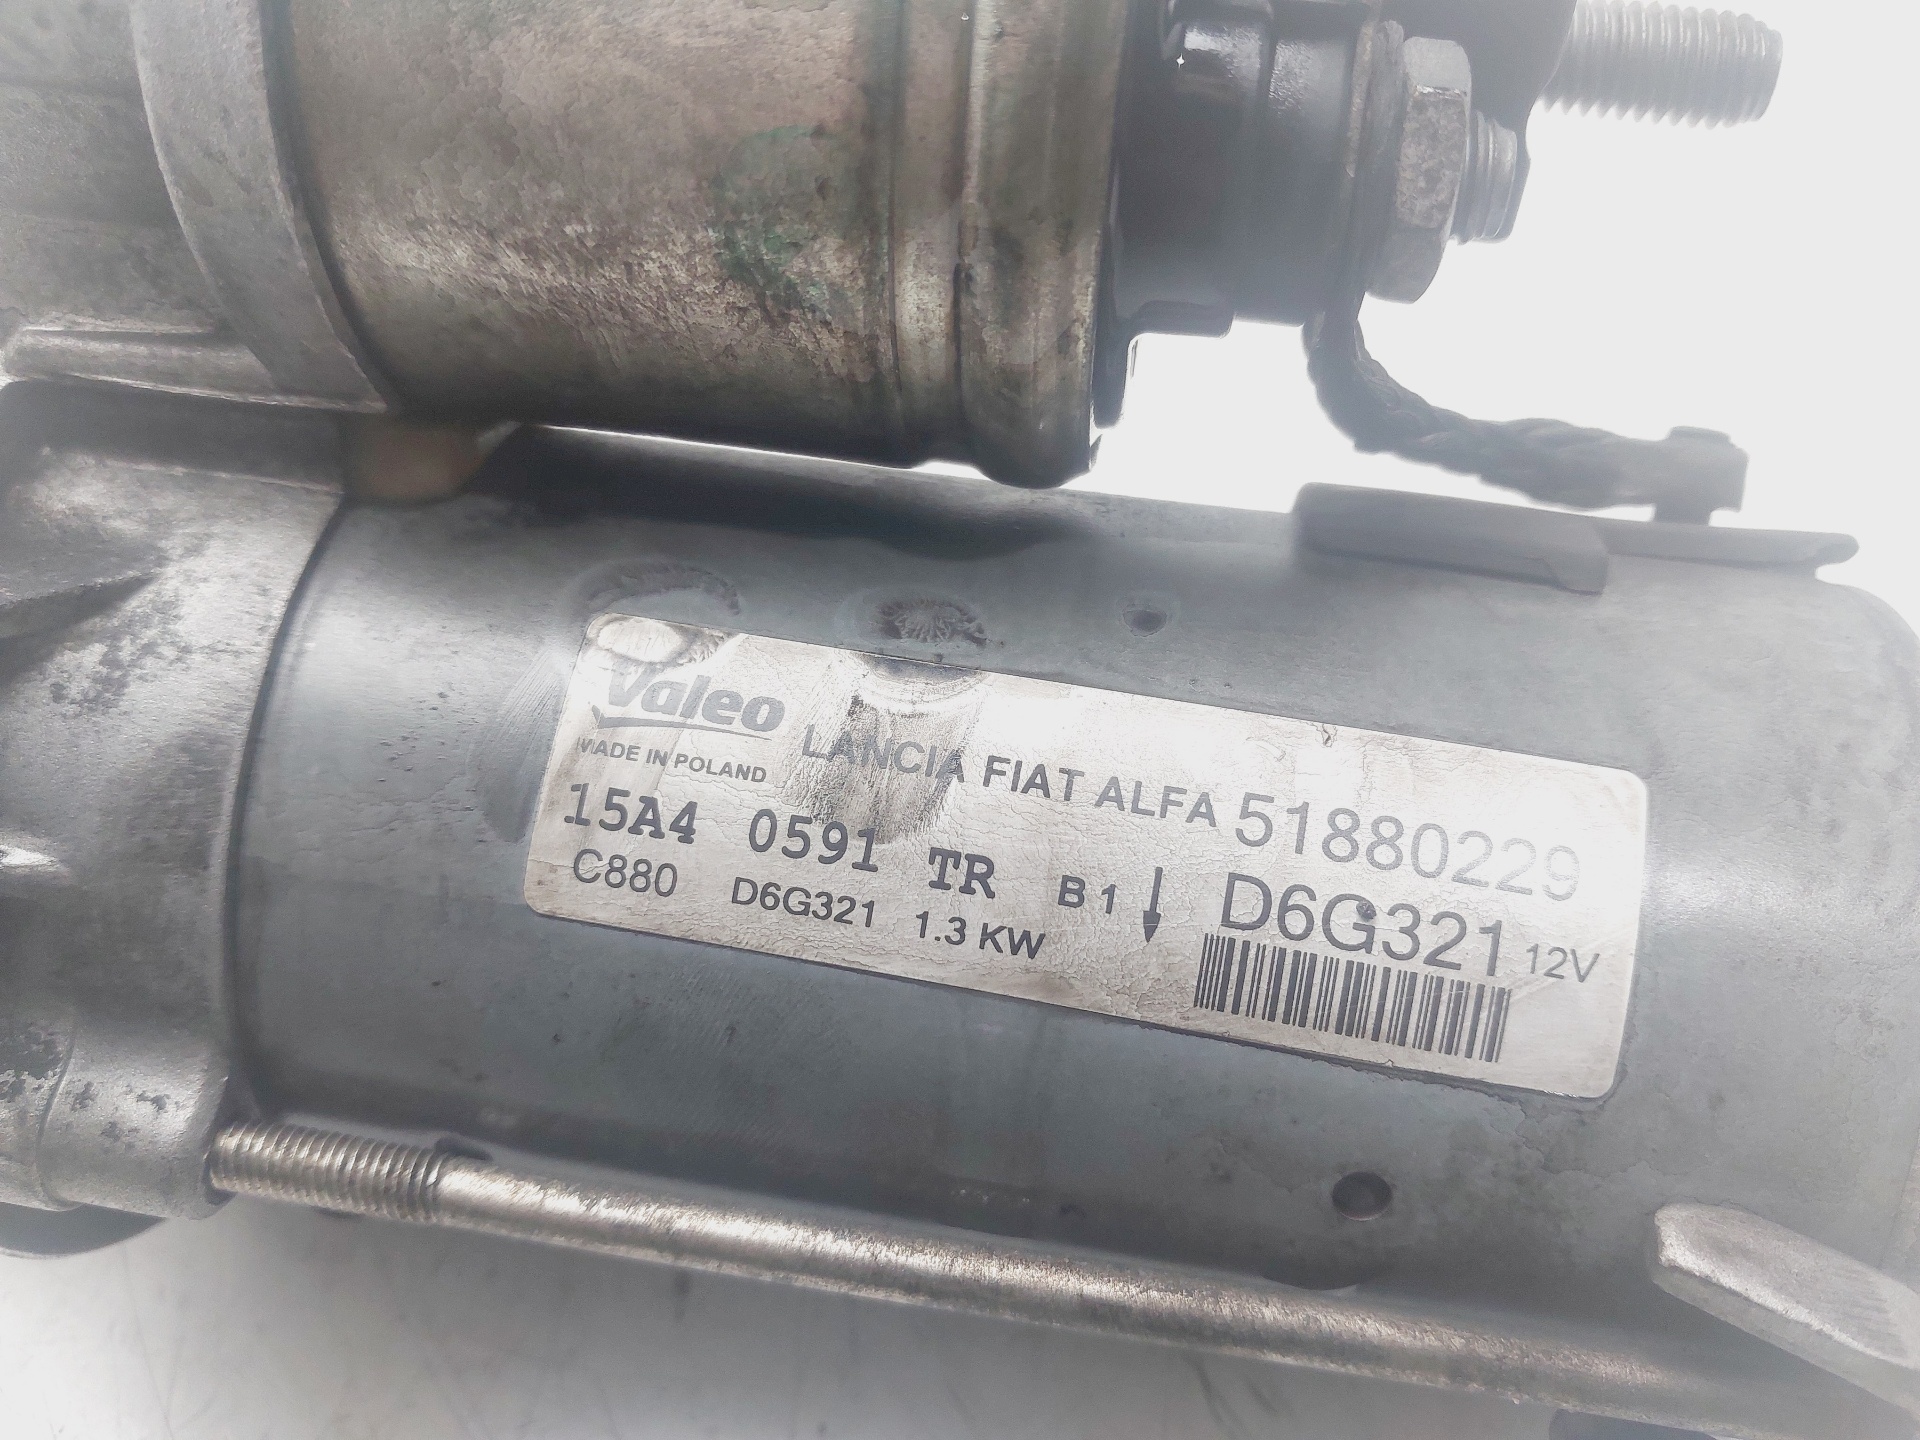 Valeo
MADE IN POLAND
LANCIA FIAT ALFA 51880229
15A4 0591 TR B1 D6G321 12V
C880 D6G321 1.3 KW